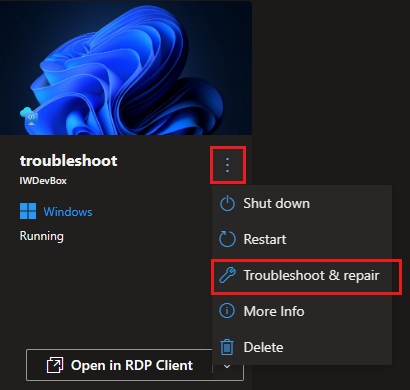 troubleshoot
IWDevBox
Windows
Running
Shut down
Restart
Troubleshoot & repair
More Info
Delete
Open in RDP Client